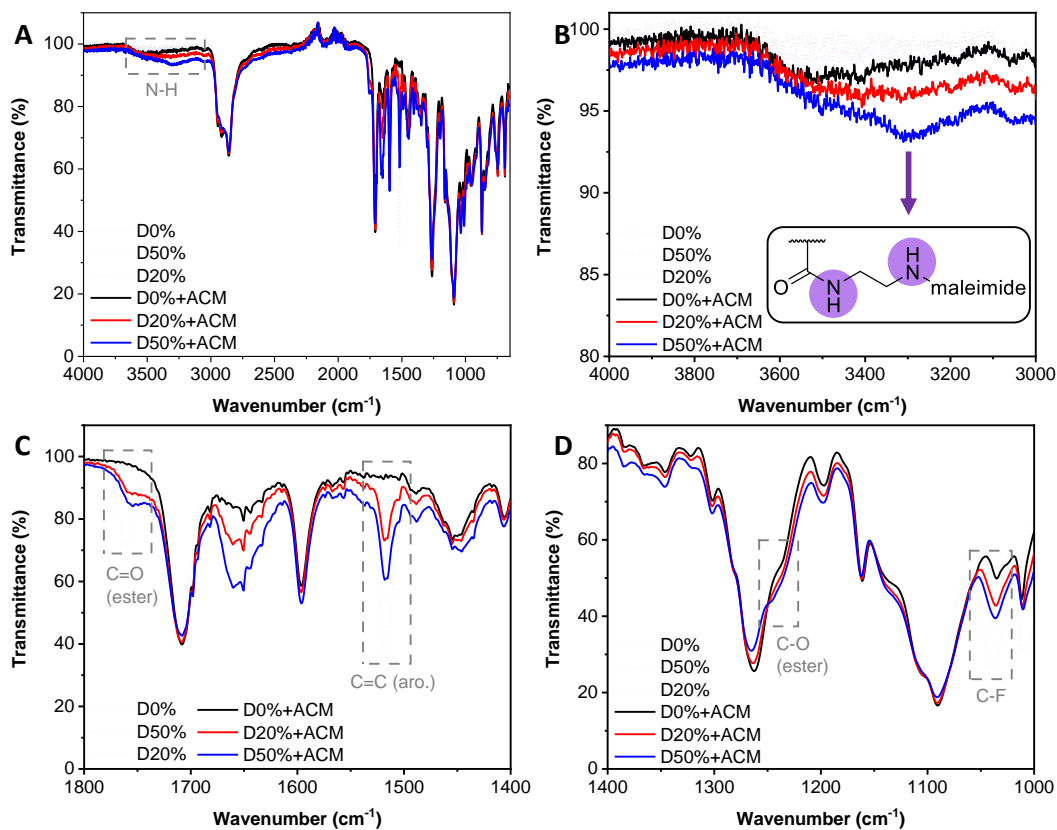 A
Transmittance (%)
100
80
60
40
20
0
N-H
D0%
D50%
D20%
D0%+ACM
D20%+ACM
D50%+ACM
4000 3500 3000 2500 2000 1500 1000
Wavenumber (cm⁻¹)
B
Transmittance (%)
100
95
90
85
80
D0%
D50%
D20%
D0%+ACM
D20%+ACM
D50%+ACM
O
N
H
H
N
maleimide
4000 3800 3600 3400 3200 3000
Wavenumber (cm⁻¹)
C
Transmittance (%)
100
80
60
40
20
0
C=O
(ester)
C=C (aro.)
D0% D0%+ACM
D50% D20%+ACM
D20% D50%+ACM
1800 1700 1600 1500 1400
Wavenumber (cm⁻¹)
D
Transmittance (%)
80
60
40
20
0
C-O
(ester)
C-F
D0%
D50%
D20%
D0%+ACM
D20%+ACM
D50%+ACM
1400 1300 1200 1100 1000
Wavenumber (cm⁻¹)